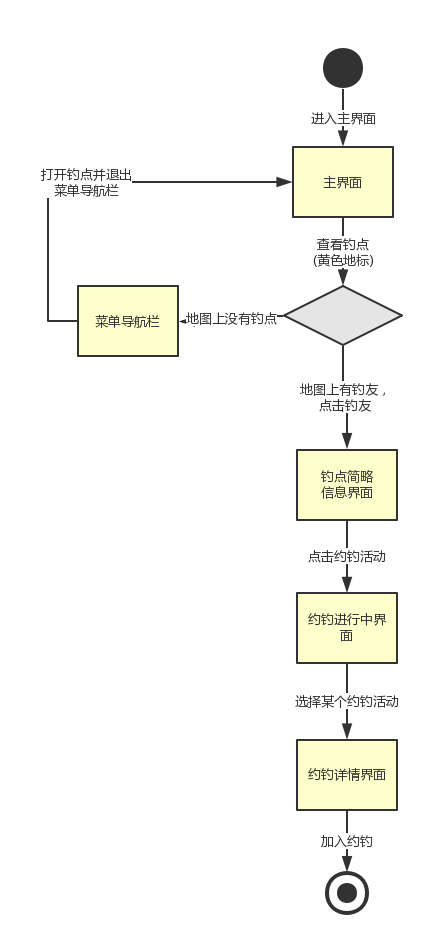 进入主界面
打开钓点并退出
菜单导航栏
主界面
查看钓点
(黄色地标)
菜单导航栏
地图上没有钓点
地图上有钓友，
点击钓友
钓点简略
信息界面
点击约钓活动
约钓进行中界
面
选择某个约钓活动
约钓详情界面
加入约钓